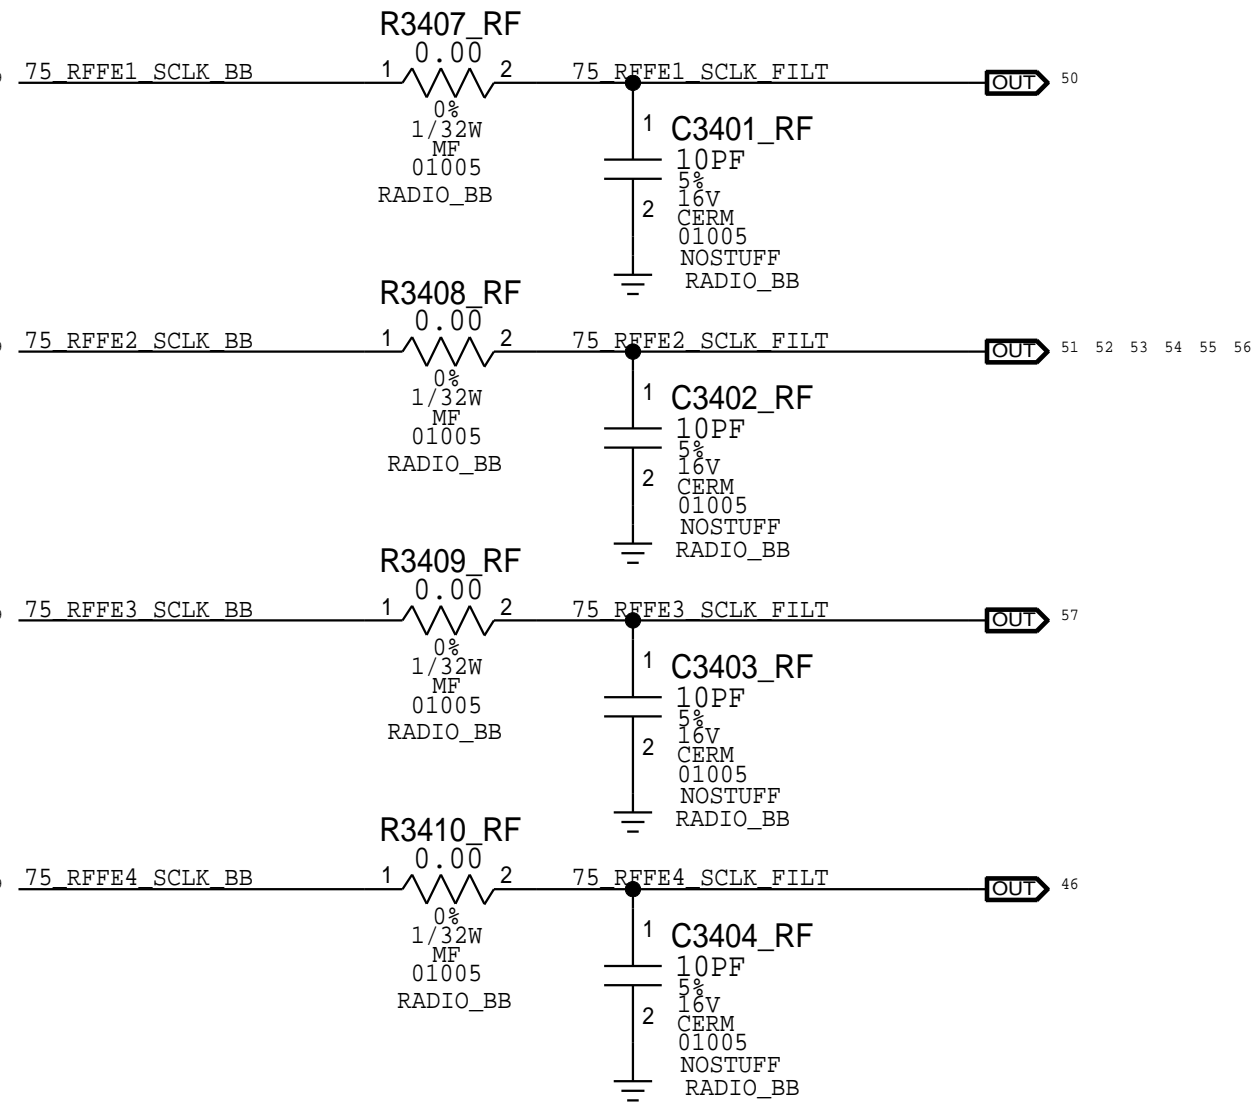 R3407_RF
0.00
75_RFFE1_SCLK_BB 1 2 75_RFFE1_SCLK_FILT OUT 50
0%
1/32W
MF
01005
RADIO_BB
1 C3401_RF
10PF
5%
16V
2 CERM
01005
NOSTUFF
RADIO_BB
R3408_RF
0.00
75_RFFE2_SCLK_BB 1 2 75_RFFE2_SCLK_FILT OUT 51 52 53 54 55 56
0%
1/32W
MF
01005
RADIO_BB
1 C3402_RF
10PF
5%
16V
2 CERM
01005
NOSTUFF
RADIO_BB
R3409_RF
0.00
75_RFFE3_SCLK_BB 1 2 75_RFFE3_SCLK_FILT OUT 57
0%
1/32W
MF
01005
RADIO_BB
1 C3403_RF
10PF
5%
16V
2 CERM
01005
NOSTUFF
RADIO_BB
R3410_RF
0.00
75_RFFE4_SCLK_BB 1 2 75_RFFE4_SCLK_FILT OUT 46
0%
1/32W
MF
01005
RADIO_BB
1 C3404_RF
10PF
5%
16V
2 CERM
01005
NOSTUFF
RADIO_BB